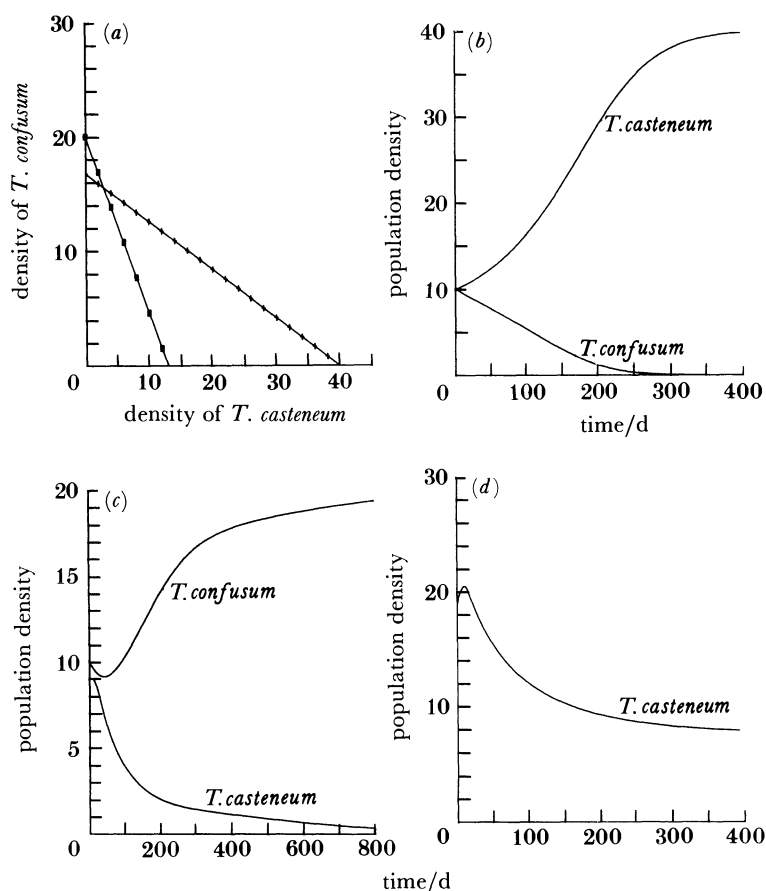 (a)
30
20
10
0
10
20
30
40
density of T. confusum
density of T. casteneum
(b)
40
30
20
10
0
100
200
300
400
population density
time/d
T. casteneum
T. confusum
(c)
20
15
10
5
0
200
400
600
800
population density
time/d
T. confusum
T. casteneum
(d)
30
20
10
0
100
200
300
400
population density
T. casteneum